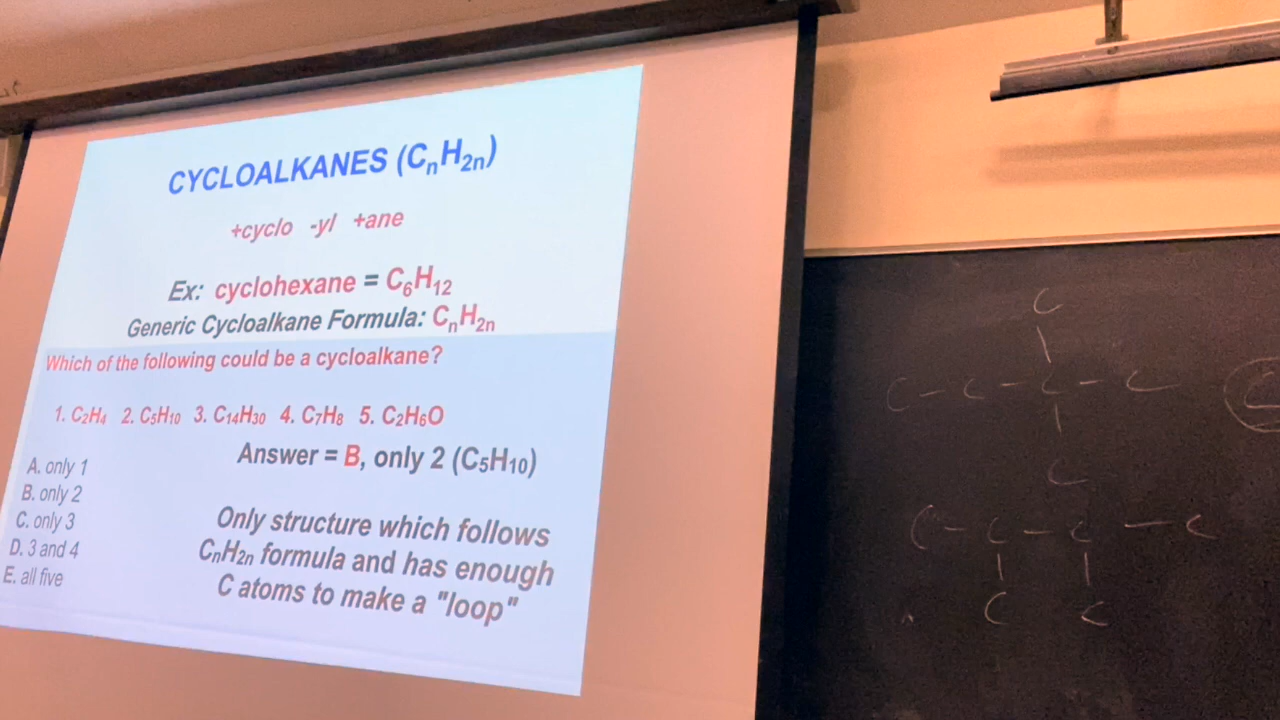 CYCLOALKANES (CnH2n)
+cyclo -yl +ane
Ex: cyclohexane = C6H12
Generic Cycloalkane Formula: CnH2n
Which of the following could be a cycloalkane?
1. C2H4 2. C5H10 3. C14H30 4. C7H8 5. C2H6O
Answer = B, only 2 (C5H10)
A. only 1
B. only 2
C. only 3
D. 3 and 4
E. all five
Only structure which follows
CnH2n formula and has enough
C atoms to make a "loop"
C
C - C - C - C
C
C - C - C - C
C C